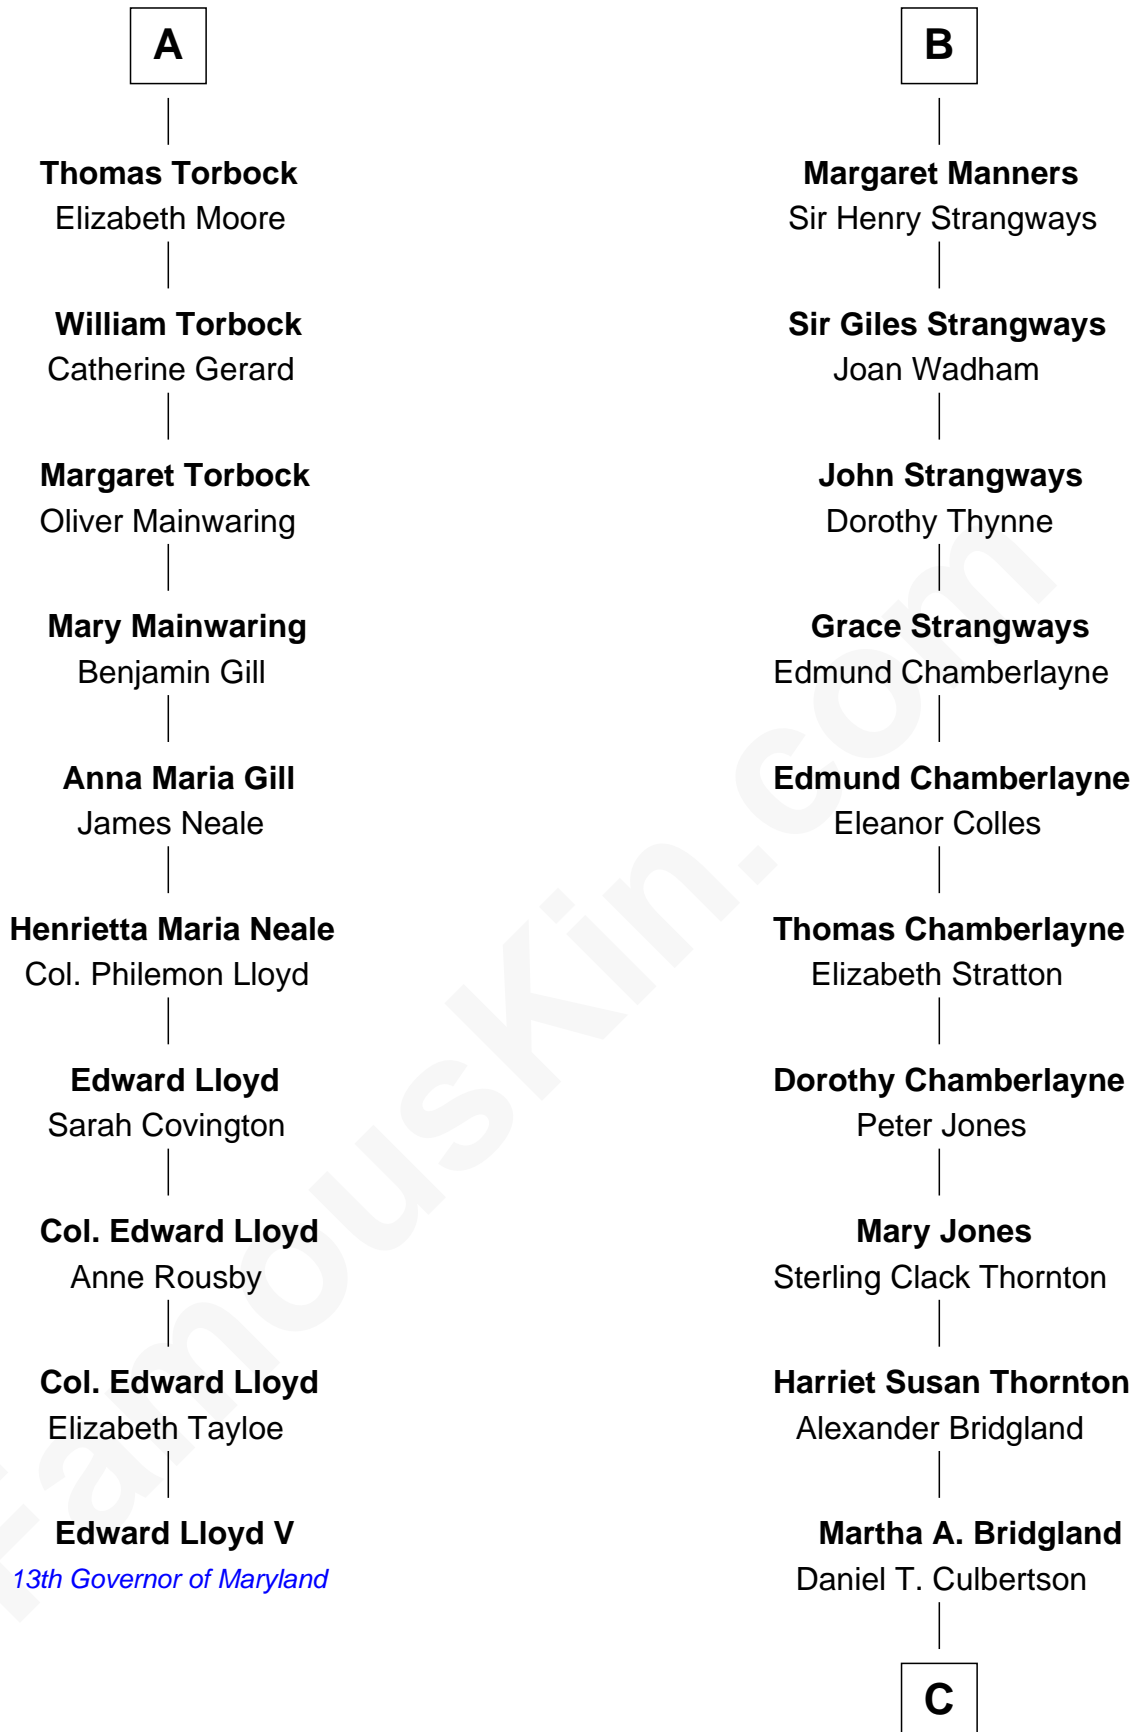 A
Thomas Torbock
Elizabeth Moore
William Torbock
Catherine Gerard
Margaret Torbock
Oliver Mainwaring
Mary Mainwaring
Benjamin Gill
Anna Maria Gill
James Neale
Henrietta Maria Neale
Col. Philemon Lloyd
Edward Lloyd
Sarah Covington
Col. Edward Lloyd
Anne Rousby
Col. Edward Lloyd
Elizabeth Tayloe
Edward Lloyd V
13th Governor of Maryland
B
Margaret Manners
Sir Henry Strangways
Sir Giles Strangways
Joan Wadham
John Strangways
Dorothy Thynne
Grace Strangways
Edmund Chamberlayne
Edmund Chamberlayne
Eleanor Colles
Thomas Chamberlayne
Elizabeth Stratton
Dorothy Chamberlayne
Peter Jones
Mary Jones
Sterling Clack Thornton
Harriet Susan Thornton
Alexander Bridgland
Martha A. Bridgland
Daniel T. Culbertson
C
FamousKin.com